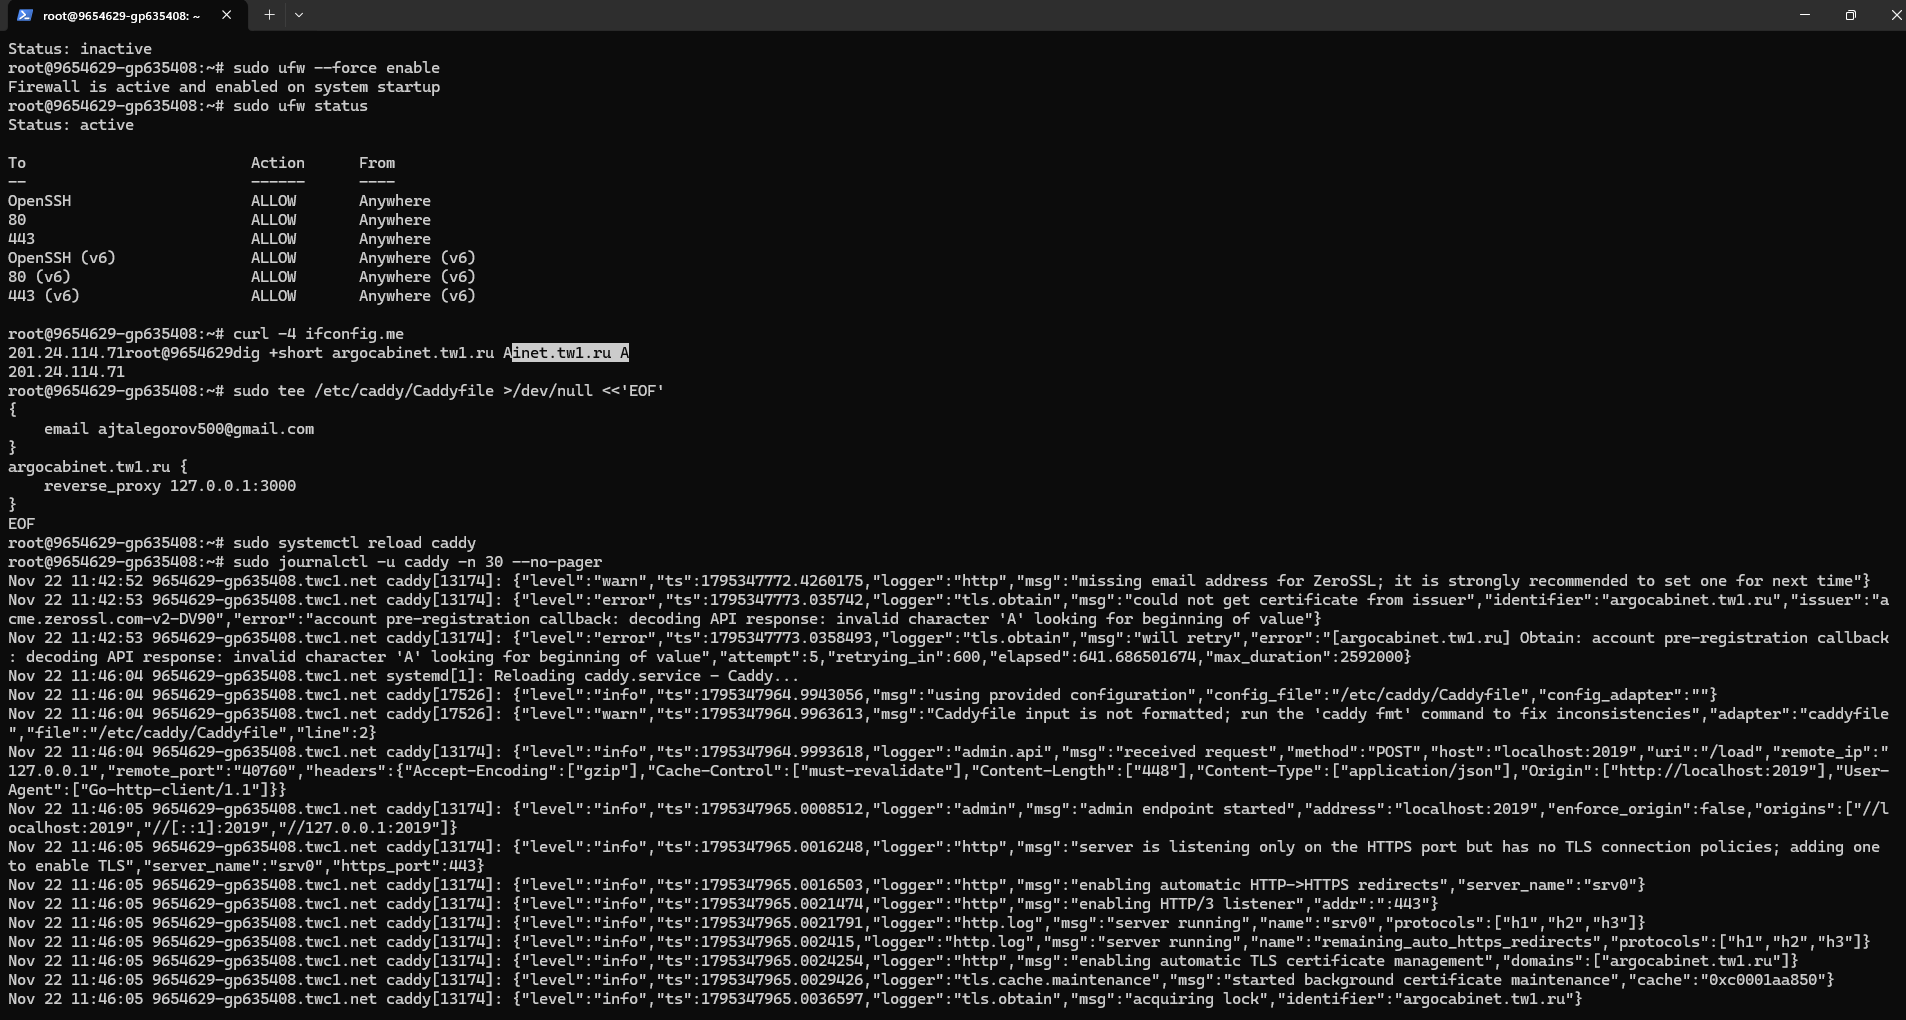 root@9654629-gp635408: ~
Status: inactive
root@9654629-gp635408:~# sudo ufw --force enable
Firewall is active and enabled on system startup
root@9654629-gp635408:~# sudo ufw status
Status: active
To Action From
-- ------ ----
OpenSSH ALLOW Anywhere
80 ALLOW Anywhere
443 ALLOW Anywhere
OpenSSH (v6) ALLOW Anywhere (v6)
80 (v6) ALLOW Anywhere (v6)
443 (v6) ALLOW Anywhere (v6)
root@9654629-gp635408:~# curl -4 ifconfig.me
201.24.114.71root@9654629dig +short argocabinet.tw1.ru Ainet.tw1.ru A
201.24.114.71
root@9654629-gp635408:~# sudo tee /etc/caddy/Caddyfile >/dev/null <<'EOF'
{
email ajtalegorov500@gmail.com
}
argocabinet.tw1.ru {
reverse_proxy 127.0.0.1:3000
}
EOF
root@9654629-gp635408:~# sudo systemctl reload caddy
root@9654629-gp635408:~# sudo journalctl -u caddy -n 30 --no-pager
Nov 22 11:42:52 9654629-gp635408.twc1.net caddy[13174]: {"level":"warn","ts":1795347772.4260175,"logger":"http","msg":"missing email address for ZeroSSL; it is strongly recommended to set one for next time"}
Nov 22 11:42:53 9654629-gp635408.twc1.net caddy[13174]: {"level":"error","ts":1795347773.035742,"logger":"tls.obtain","msg":"could not get certificate from issuer","identifier":"argocabinet.tw1.ru","issuer":"a
cme.zerossl.com-v2-DV90","error":"account pre-registration callback: decoding API response: invalid character 'A' looking for beginning of value"}
Nov 22 11:42:53 9654629-gp635408.twc1.net caddy[13174]: {"level":"error","ts":1795347773.0358493,"logger":"tls.obtain","msg":"will retry","error":"[argocabinet.tw1.ru] Obtain: account pre-registration callback
: decoding API response: invalid character 'A' looking for beginning of value","attempt":5,"retrying_in":600,"elapsed":641.686501674,"max_duration":2592000}
Nov 22 11:46:04 9654629-gp635408.twc1.net systemd[1]: Reloading caddy.service - Caddy...
Nov 22 11:46:04 9654629-gp635408.twc1.net caddy[17526]: {"level":"info","ts":1795347964.9943056,"msg":"using provided configuration","config_file":"/etc/caddy/Caddyfile","config_adapter":""}
Nov 22 11:46:04 9654629-gp635408.twc1.net caddy[17526]: {"level":"warn","ts":1795347964.9963613,"msg":"Caddyfile input is not formatted; run the 'caddy fmt' command to fix inconsistencies","adapter":"caddyfile
","file":"/etc/caddy/Caddyfile","line":2}
Nov 22 11:46:04 9654629-gp635408.twc1.net caddy[13174]: {"level":"info","ts":1795347964.9993618,"logger":"admin.api","msg":"received request","method":"POST","host":"localhost:2019","uri":"/load","remote_ip":"
127.0.0.1","remote_port":"40760","headers":{"Accept-Encoding":["gzip"],"Cache-Control":["must-revalidate"],"Content-Length":["448"],"Content-Type":["application/json"],"Origin":["http://localhost:2019"],"User-
Agent":["Go-http-client/1.1"]}}
Nov 22 11:46:05 9654629-gp635408.twc1.net caddy[13174]: {"level":"info","ts":1795347965.0008512,"logger":"admin","msg":"admin endpoint started","address":"localhost:2019","enforce_origin":false,"origins":["//l
ocalhost:2019","//[::1]:2019","//127.0.0.1:2019"]}
Nov 22 11:46:05 9654629-gp635408.twc1.net caddy[13174]: {"level":"info","ts":1795347965.0016248,"logger":"http","msg":"server is listening only on the HTTPS port but has no TLS connection policies; adding one
to enable TLS","server_name":"srv0","https_port":443}
Nov 22 11:46:05 9654629-gp635408.twc1.net caddy[13174]: {"level":"info","ts":1795347965.0016503,"logger":"http","msg":"enabling automatic HTTP->HTTPS redirects","server_name":"srv0"}
Nov 22 11:46:05 9654629-gp635408.twc1.net caddy[13174]: {"level":"info","ts":1795347965.0021474,"logger":"http","msg":"enabling HTTP/3 listener","addr":":443"}
Nov 22 11:46:05 9654629-gp635408.twc1.net caddy[13174]: {"level":"info","ts":1795347965.0021791,"logger":"http.log","msg":"server running","name":"srv0","protocols":["h1","h2","h3"]}
Nov 22 11:46:05 9654629-gp635408.twc1.net caddy[13174]: {"level":"info","ts":1795347965.002415,"logger":"http.log","msg":"server running","name":"remaining_auto_https_redirects","protocols":["h1","h2","h3"]}
Nov 22 11:46:05 9654629-gp635408.twc1.net caddy[13174]: {"level":"info","ts":1795347965.0024254,"logger":"http","msg":"enabling automatic TLS certificate management","domains":["argocabinet.tw1.ru"]}
Nov 22 11:46:05 9654629-gp635408.twc1.net caddy[13174]: {"level":"info","ts":1795347965.0029426,"logger":"tls.cache.maintenance","msg":"started background certificate maintenance","cache":"0xc0001aa850"}
Nov 22 11:46:05 9654629-gp635408.twc1.net caddy[13174]: {"level":"info","ts":1795347965.0036597,"logger":"tls.obtain","msg":"acquiring lock","identifier":"argocabinet.tw1.ru"}